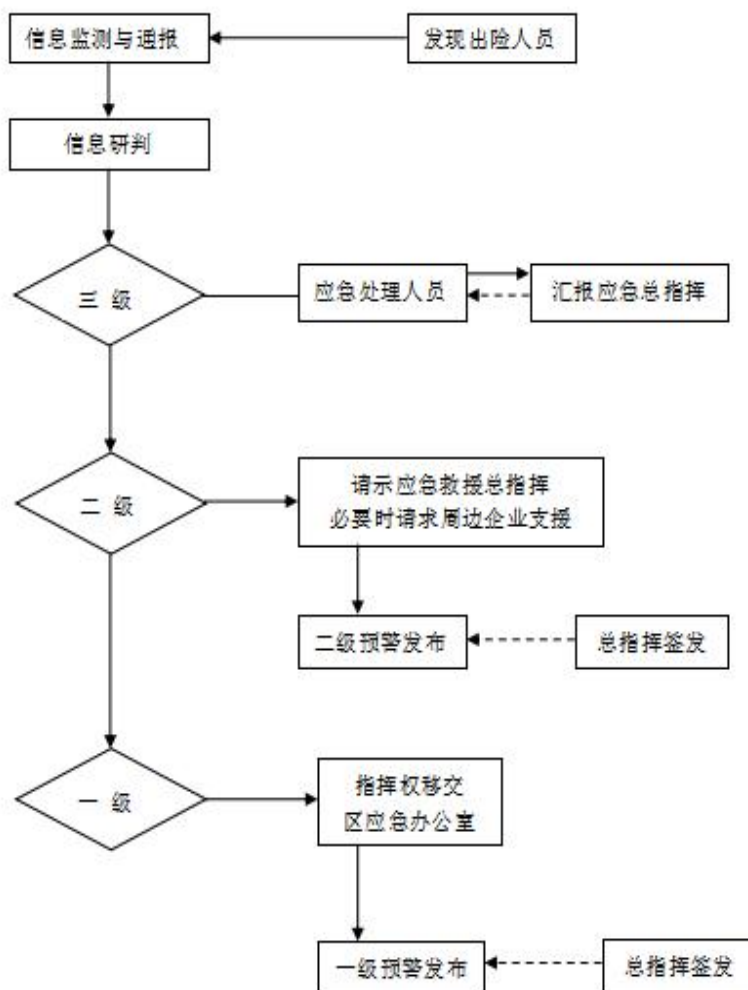 信息监测与通报
发现出险人员
信息研判
三 级
应急处理人员
汇报应急总指挥
二 级
请示应急救援总指挥
必要时请求周边企业支援
二级预警发布
总指挥签发
一 级
指挥权移交
区应急办公室
一级预警发布
总指挥签发